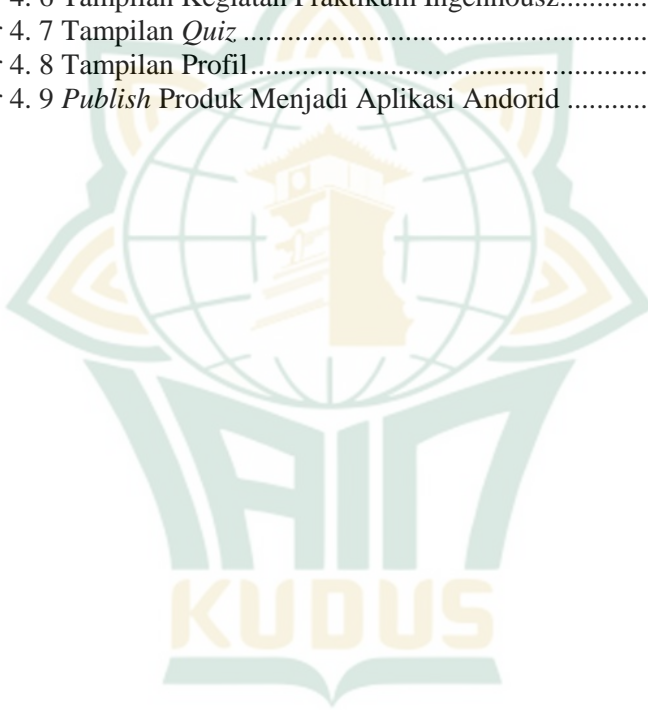 4. 6 Tampilan Kegiatan Praktikum Ingenhousz..........
4. 7 Tampilan Quiz ......................................................
4. 8 Tampilan Profil.....................................................
4. 9 Publish Produk Menjadi Aplikasi Andorid ...........
IAIN
KUDUS